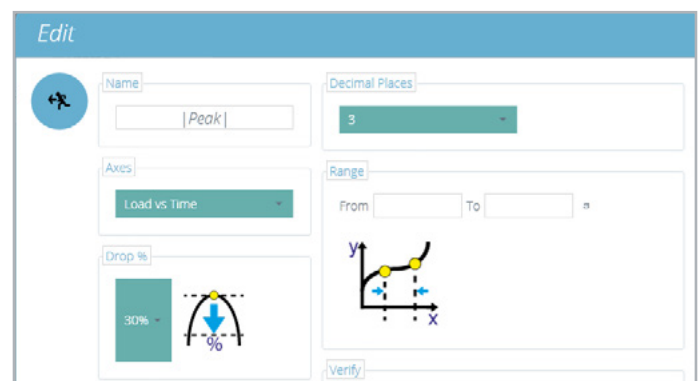 Edit
Name
|Peak|
Decimal Places
3
Axes
Load vs Time
Range
From To
Drop %
30%
%
y
x
Verify